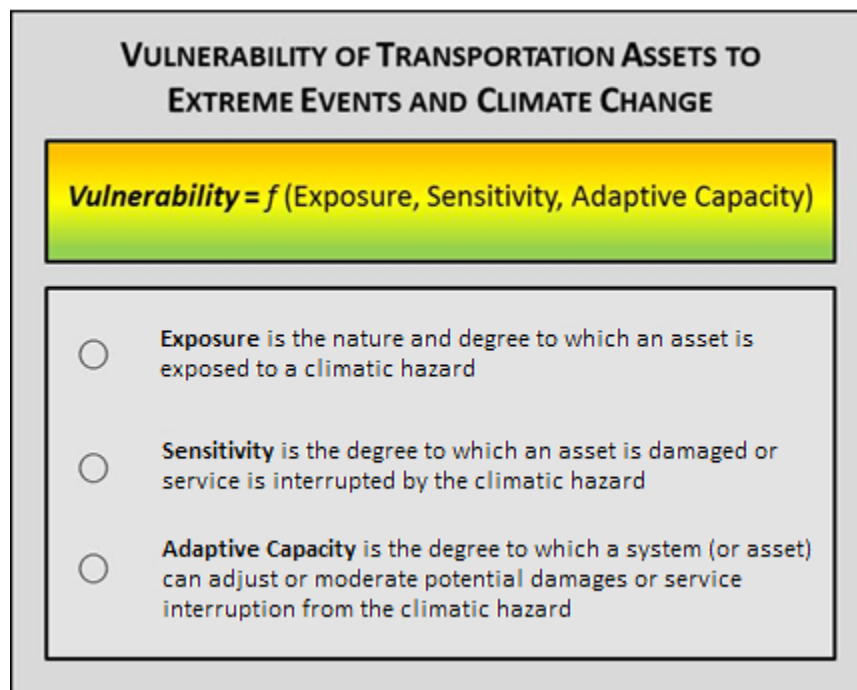 VULNERABILITY OF TRANSPORTATION ASSETS TO
EXTREME EVENTS AND CLIMATE CHANGE
Vulnerability = f (Exposure, Sensitivity, Adaptive Capacity)
Exposure is the nature and degree to which an asset is
exposed to a climatic hazard
Sensitivity is the degree to which an asset is damaged or
service is interrupted by the climatic hazard
Adaptive Capacity is the degree to which a system (or asset)
can adjust or moderate potential damages or service
interruption from the climatic hazard